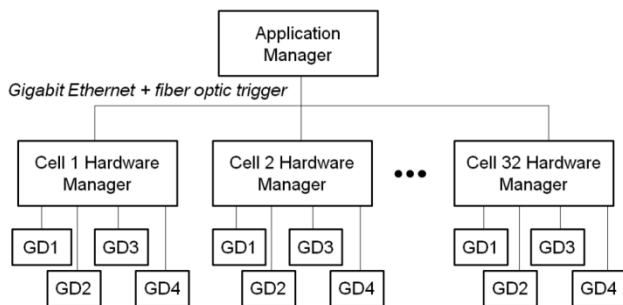 Application
Manager
Gigabit Ethernet + fiber optic trigger
Cell 1 Hardware
Manager
Cell 2 Hardware
Manager
•••
Cell 32 Hardware
Manager
GD1
GD3
GD1
GD3
GD1
GD3
GD2
GD4
GD2
GD4
GD2
GD4